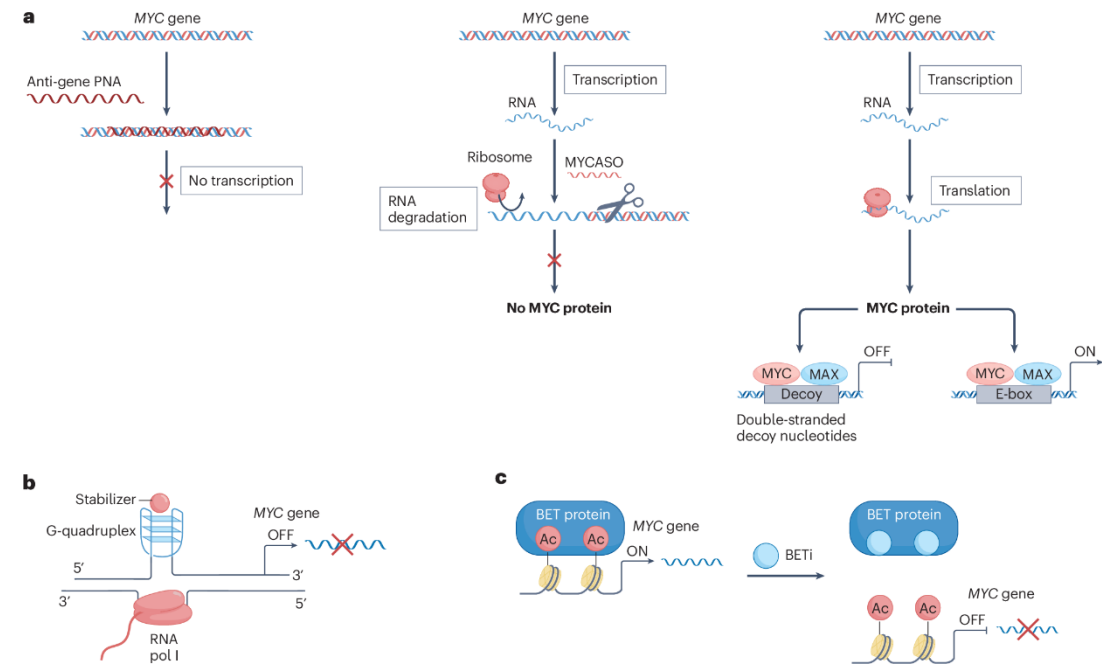 a
MYC gene
Anti-gene PNA
No transcription
MYC gene
Transcription
RNA
Ribosome
MYCASO
RNA
degradation
No MYC protein
MYC gene
Transcription
RNA
Translation
MYC protein
OFF
MYC
MAX
Decoy
Double-stranded
decoy nucleotides
ON
MYC
MAX
E-box
b
Stabilizer
G-quadruplex
MYC gene
OFF
5′
3′
3′
5′
RNA
pol I
c
BET protein
Ac
Ac
MYC gene
ON
BETi
BET protein
Ac
Ac
MYC gene
OFF